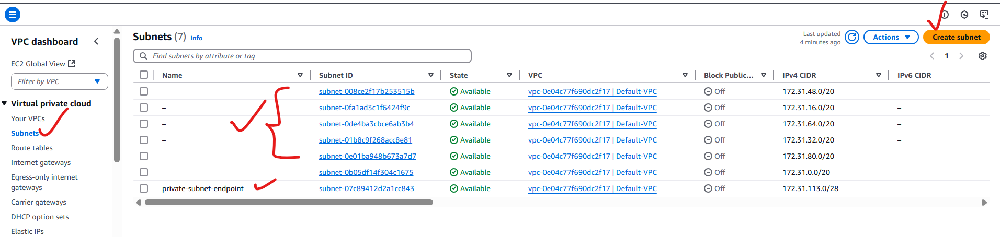 VPC dashboard
EC2 Global View
Filter by VPC
Virtual private cloud
Your VPCs
Subnets
Route tables
Internet gateways
Egress-only internet
gateways
Carrier gateways
DHCP option sets
Elastic IPs
Subnets (7) Info
Last updated
4 minutes ago
Actions
Create subnet
Find subnets by attribute or tag
1
Name Subnet ID State VPC Block Public... IPv4 CIDR IPv6 CIDR
– subnet-008ce2f17b253515b Available vpc-0e04c77f690dc2f17 | Default-VPC Off 172.31.48.0/20 –
– subnet-0fa1ad3c1f6424f9c Available vpc-0e04c77f690dc2f17 | Default-VPC Off 172.31.16.0/20 –
– subnet-0de4ba3cbce6ab3b4 Available vpc-0e04c77f690dc2f17 | Default-VPC Off 172.31.64.0/20 –
– subnet-01b8c9f268acc8e81 Available vpc-0e04c77f690dc2f17 | Default-VPC Off 172.31.32.0/20 –
– subnet-0e01ba948b673a7d7 Available vpc-0e04c77f690dc2f17 | Default-VPC Off 172.31.80.0/20 –
– subnet-0b05df14f304c1675 Available vpc-0e04c77f690dc2f17 | Default-VPC Off 172.31.0.0/20 –
private-subnet-endpoint subnet-07c89412d2a1cc843 Available vpc-0e04c77f690dc2f17 | Default-VPC Off 172.31.113.0/28 –